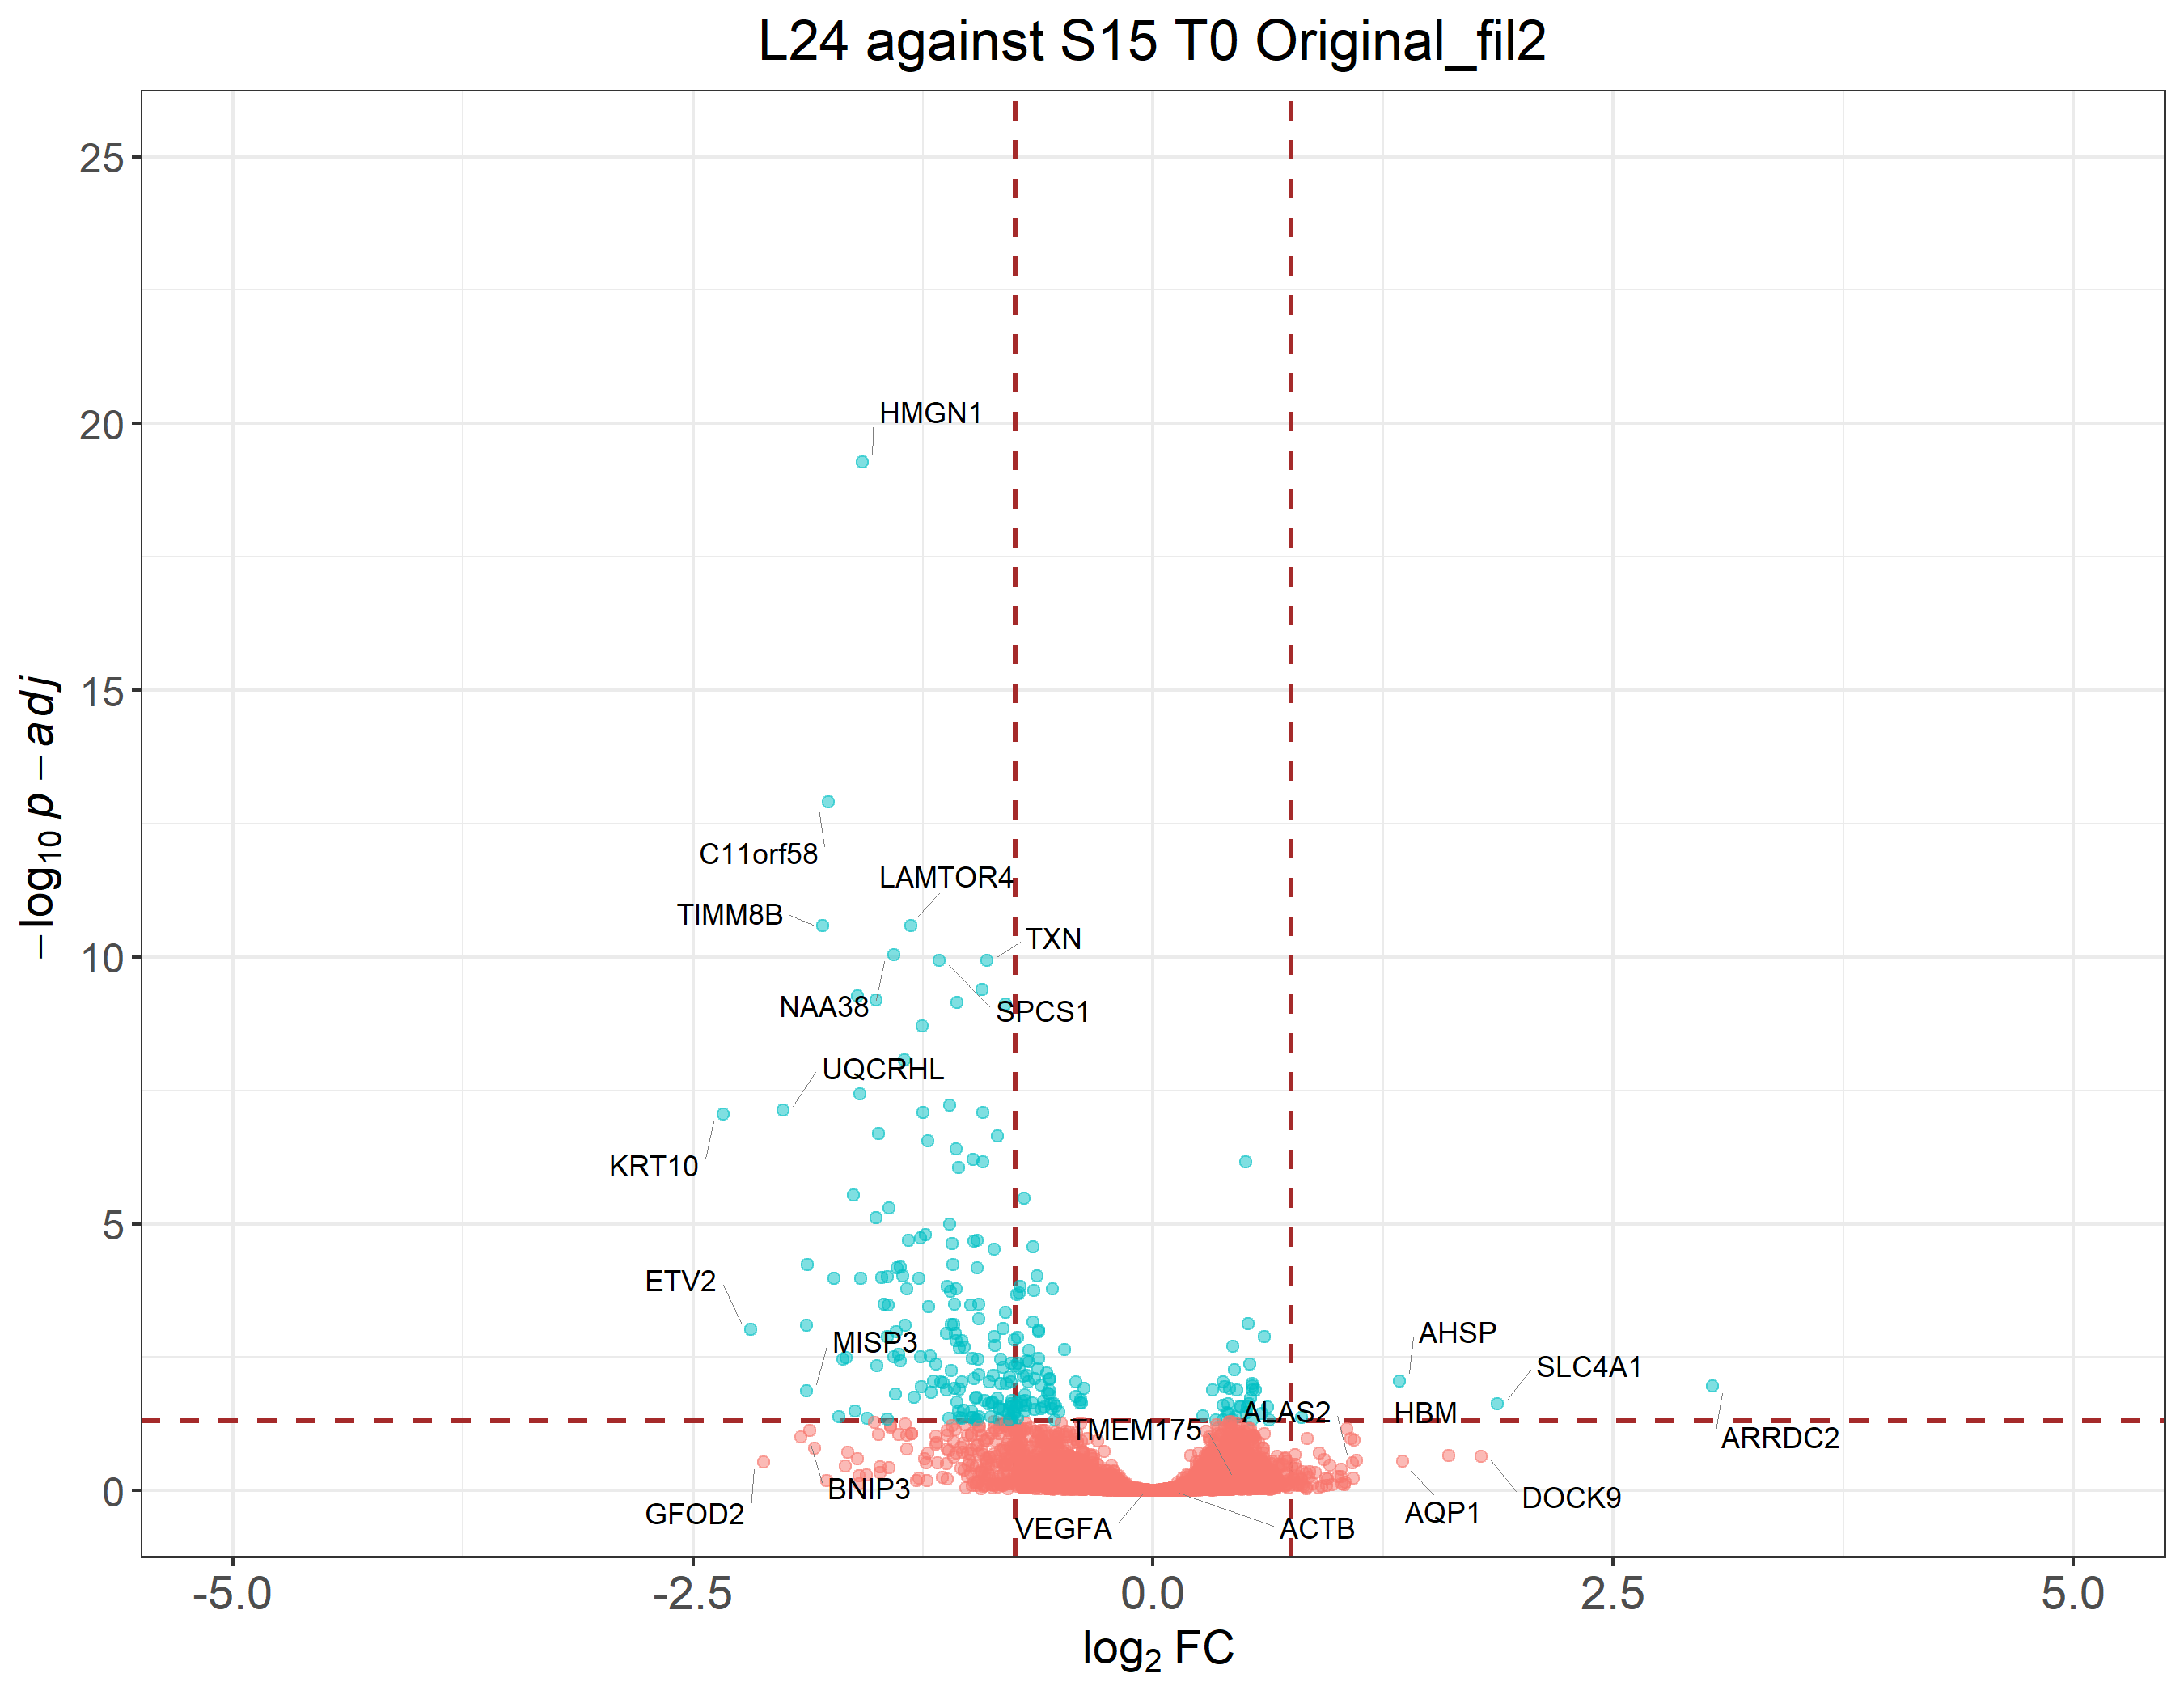 L24 against S15 T0 Original_fil2
25
20
15
10
5
0
−log10 p − adj
HMGN1
C11orf58
LAMTOR4
TIMM8B
TXN
NAA38
SPCS1
UQCRHL
KRT10
ETV2
MISP3
AHSP
SLC4A1
ALAS2
HBM
TMEM175
ARRDC2
BNIP3
DOCK9
GFOD2
AQP1
VEGFA
ACTB
-5.0
-2.5
0.0
2.5
5.0
log2 FC